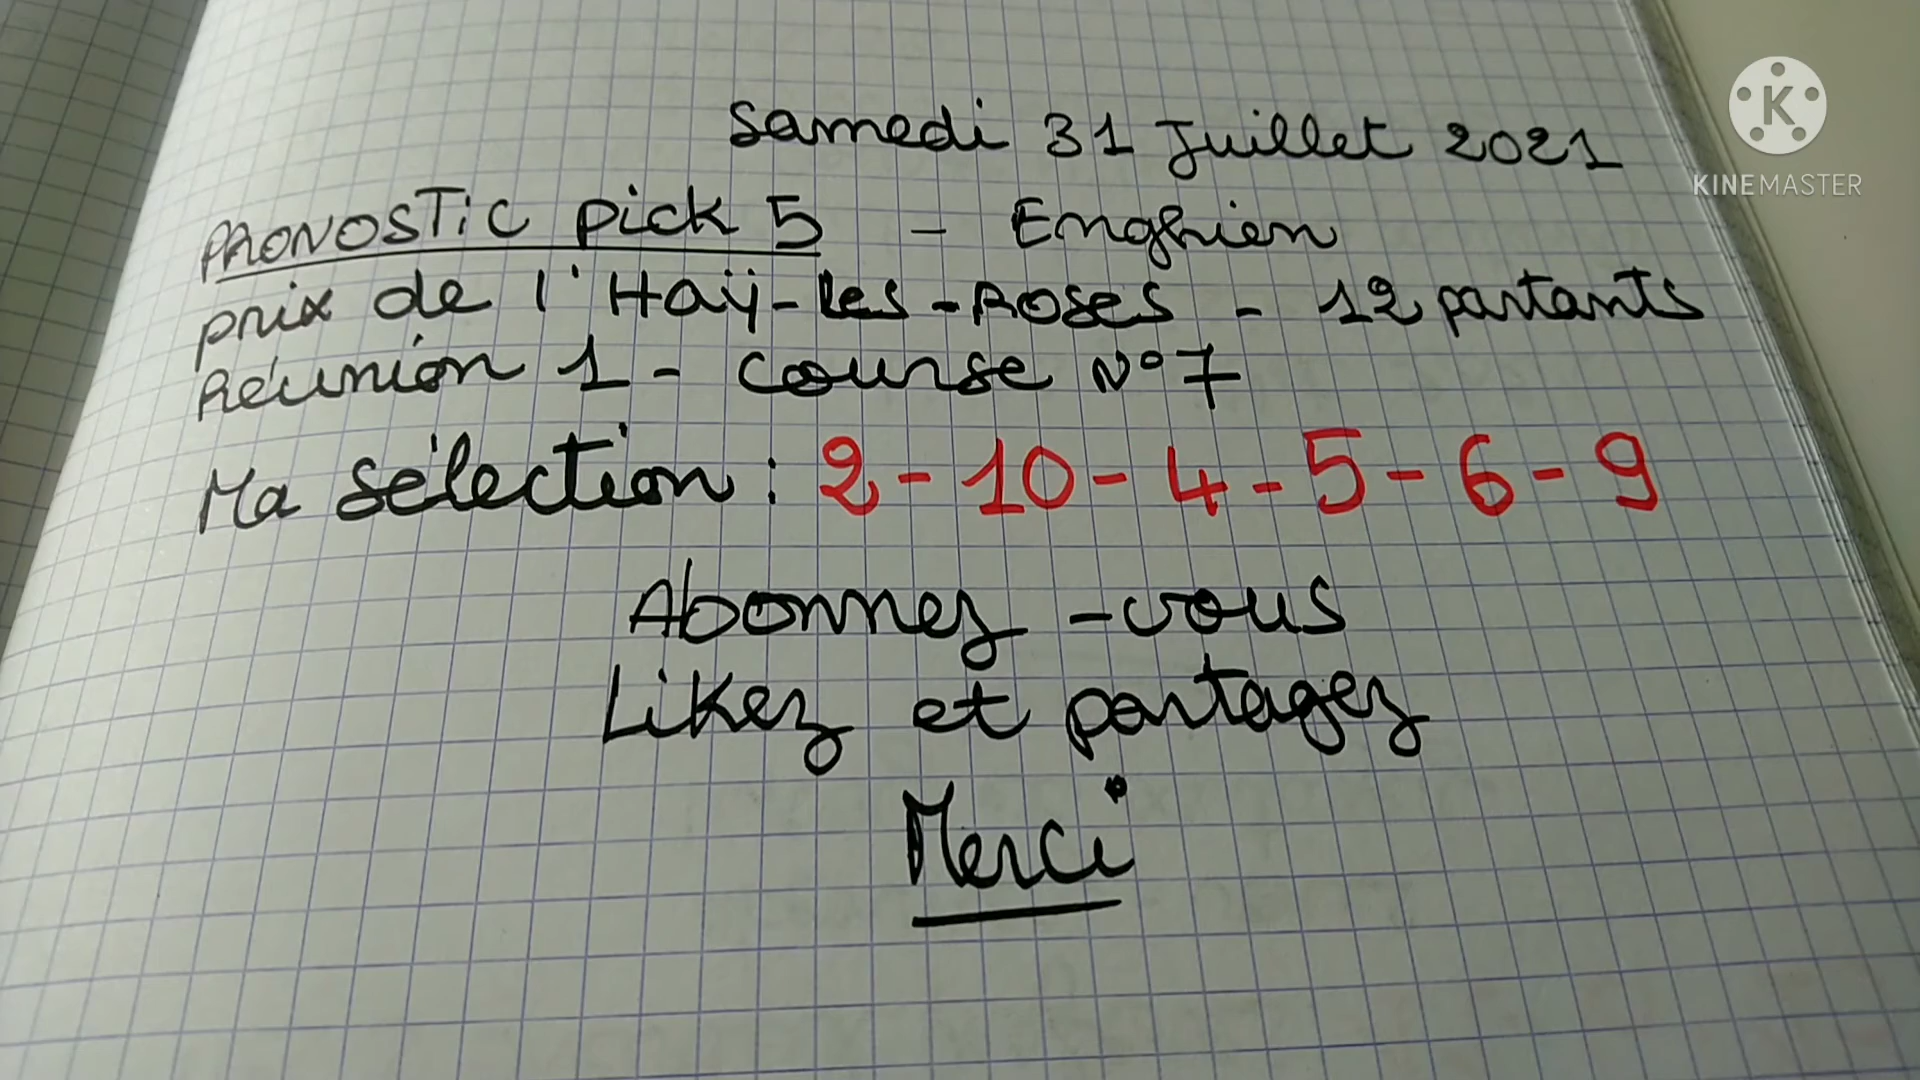 Samedi 31 Juillet 2021
PRONOSTiC pick 5 - Enghien
prix de l'Haÿ-Les-Roses - 12 partants
Réunion 1 - course N°7
Ma sélection : 2 - 10 - 4 - 5 - 6 - 9
Abonnez-vous
Likez et partagez
Merci
K
KINEMASTER